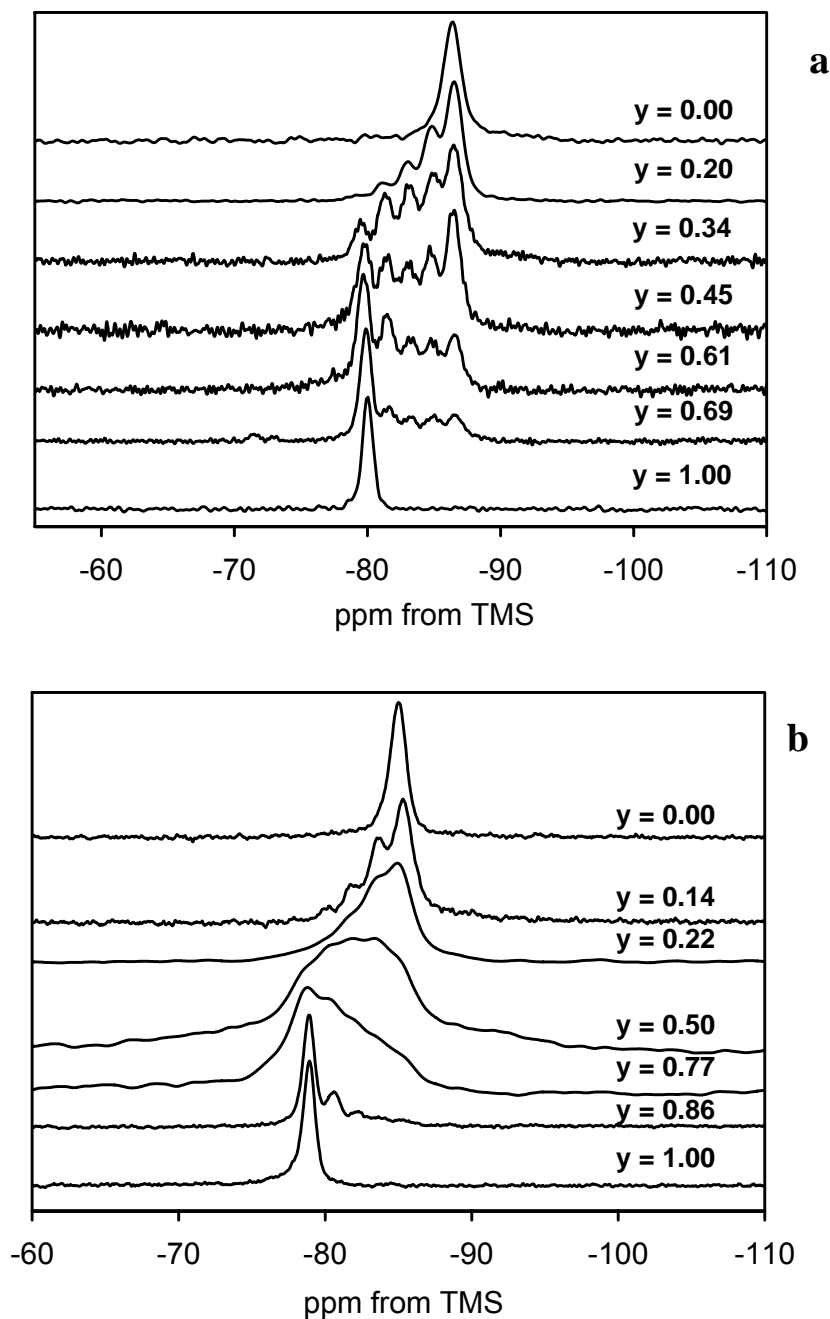 a
y = 0.00
y = 0.20
y = 0.34
y = 0.45
y = 0.61
y = 0.69
y = 1.00
-60 -70 -80 -90 -100 -110
ppm from TMS
b
y = 0.00
y = 0.14
y = 0.22
y = 0.50
y = 0.77
y = 0.86
y = 1.00
-60 -70 -80 -90 -100 -110
ppm from TMS